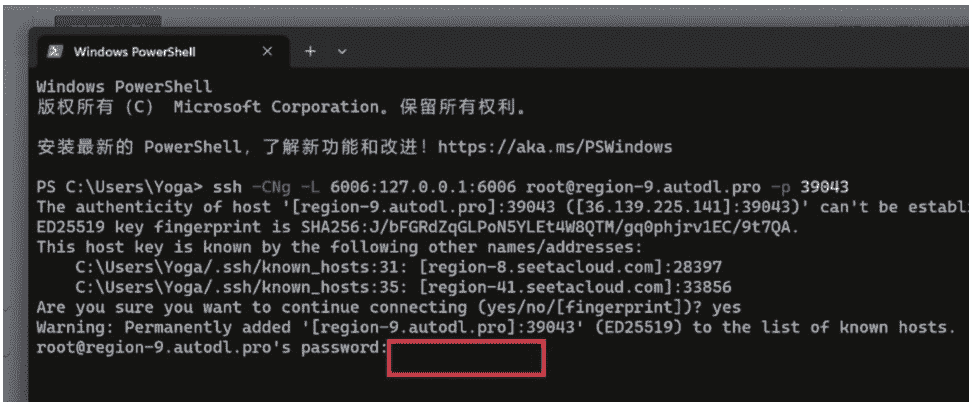 Windows PowerShell
Windows PowerShell
版权所有 (C) Microsoft Corporation。保留所有权利。
安装最新的 PowerShell，了解新功能和改进！https://aka.ms/PSWindows
PS C:\Users\Yoga> ssh -CNg -L 6006:127.0.0.1:6006 root@region-9.autodl.pro -p 39043
The authenticity of host '[region-9.autodl.pro]:39043 ([36.139.225.141]:39043)' can't be establ
ED25519 key fingerprint is SHA256:J/bFGRdZqGLPoN5YLEt4W8QTM/gq0phjrv1EC/9t7QA.
This host key is known by the following other names/addresses:
    C:\Users\Yoga/.ssh/known_hosts:31: [region-8.seetacloud.com]:28397
    C:\Users\Yoga/.ssh/known_hosts:35: [region-41.seetacloud.com]:33856
Are you sure you want to continue connecting (yes/no/[fingerprint])? yes
Warning: Permanently added '[region-9.autodl.pro]:39043' (ED25519) to the list of known hosts.
root@region-9.autodl.pro's password: